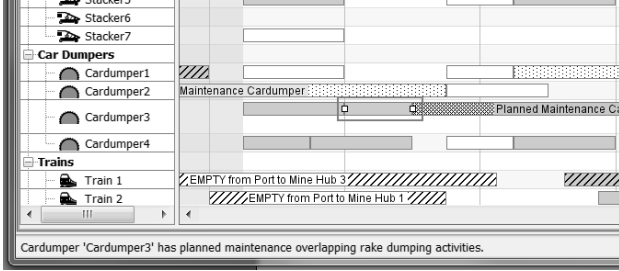 Stacker5
Stacker6
Stacker7
Car Dumpers
Cardumper1
Cardumper2
Maintenance Cardumper
Cardumper3
Planned Maintenance Ca
Cardumper4
Trains
Train 1
EMPTY from Port to Mine Hub 3
Train 2
EMPTY from Port to Mine Hub 1
Cardumper 'Cardumper3' has planned maintenance overlapping rake dumping activities.